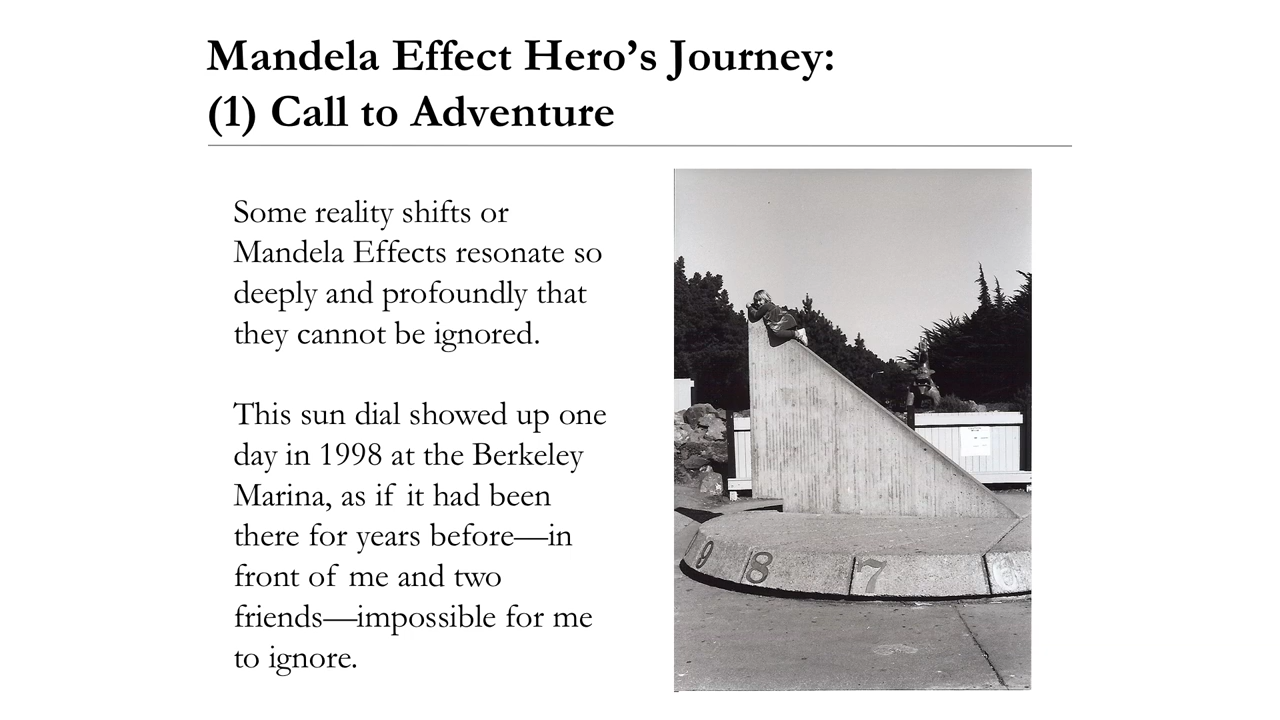 Mandela Effect Hero’s Journey:
(1) Call to Adventure
Some reality shifts or
Mandela Effects resonate so
deeply and profoundly that
they cannot be ignored.
This sun dial showed up one
day in 1998 at the Berkeley
Marina, as if it had been
there for years before—in
front of me and two
friends—impossible for me
to ignore.
9 8 7 6